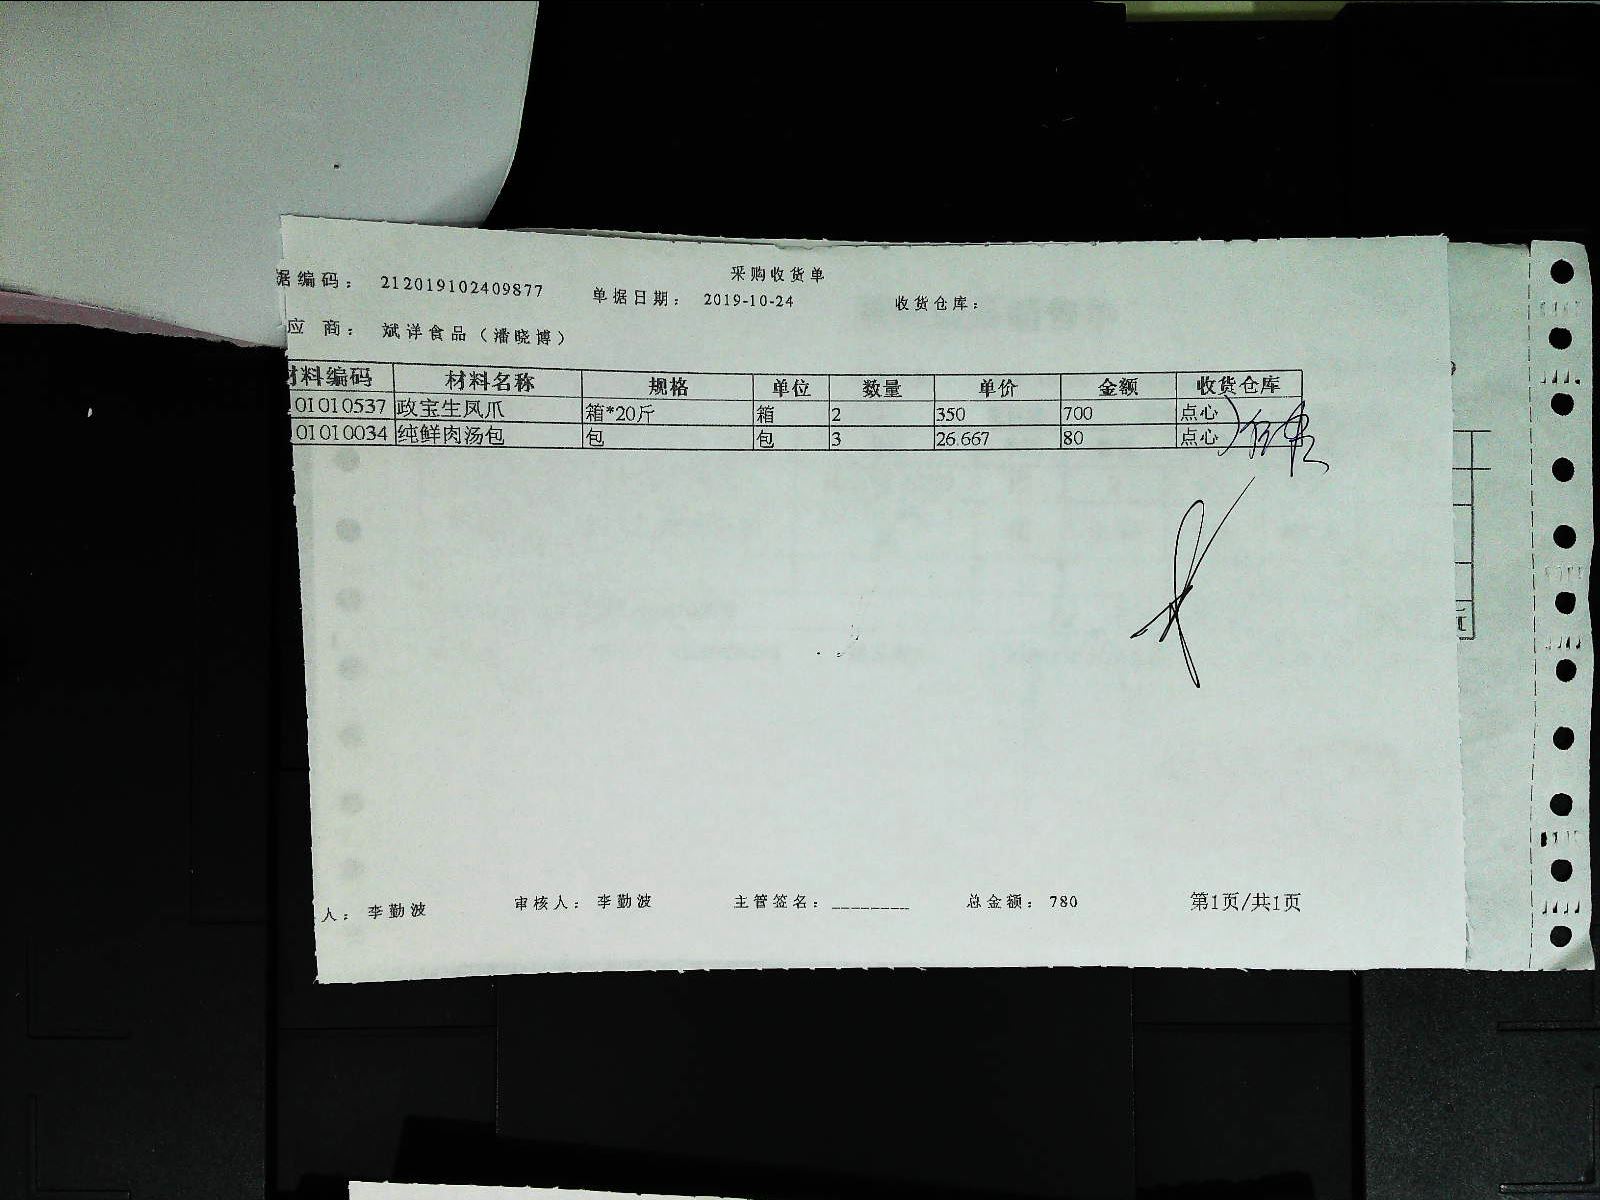 采购收货单
据编码： 212019102409877 单据日期： 2019-10-24 收货仓库：
应 商： 斌洋食品（潘晓博）
材料编码 材料名称 规格 单位 数量 单价 金额 收货仓库
01010537 政宝生凤爪 箱*20斤 箱 2 350 700 点心
01010034 纯鲜肉汤包 包 包 3 26.667 80 点心
人： 李勤波 审核人： 李勤波 主管签名：________ 总金额： 780 第1页/共1页